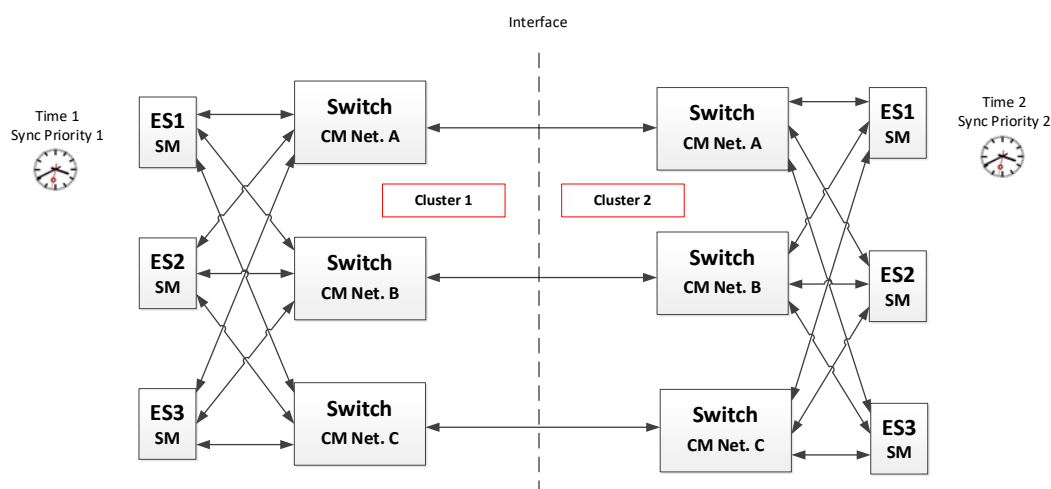 Interface
Time 1
Sync Priority 1
ES1
SM
Switch
CM Net. A
Switch
CM Net. A
ES1
SM
Time 2
Sync Priority 2
Cluster 1
Cluster 2
ES2
SM
Switch
CM Net. B
Switch
CM Net. B
ES2
SM
ES3
SM
Switch
CM Net. C
Switch
CM Net. C
ES3
SM